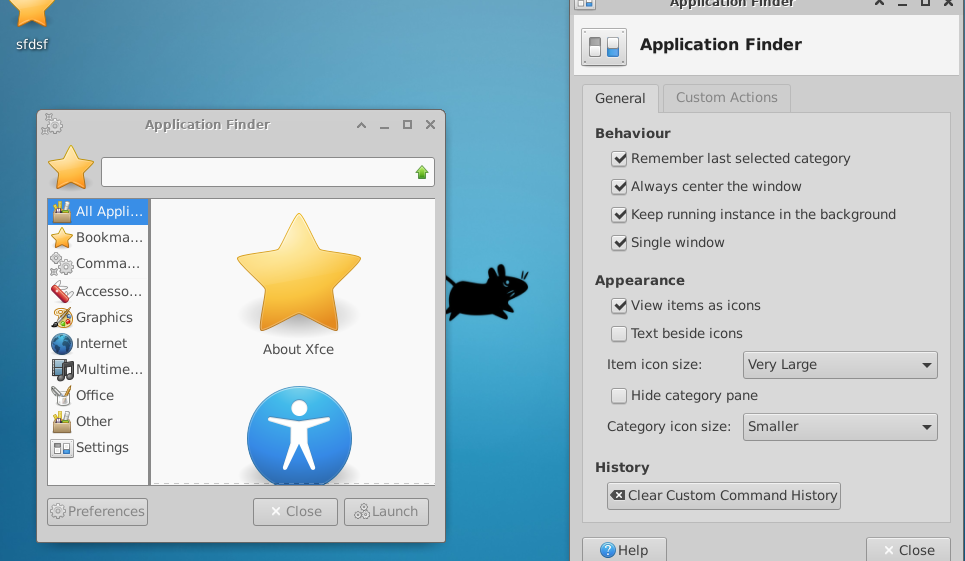 sfdsf
Application Finder
All Appli...
Bookma...
Comma...
Accesso...
Graphics
Internet
Multime...
Office
Other
Settings
About Xfce
Preferences
Close
Launch
Application Finder
Application Finder
General
Custom Actions
Behaviour
Remember last selected category
Always center the window
Keep running instance in the background
Single window
Appearance
View items as icons
Text beside icons
Item icon size:
Very Large
Hide category pane
Category icon size:
Smaller
History
Clear Custom Command History
Help
Close